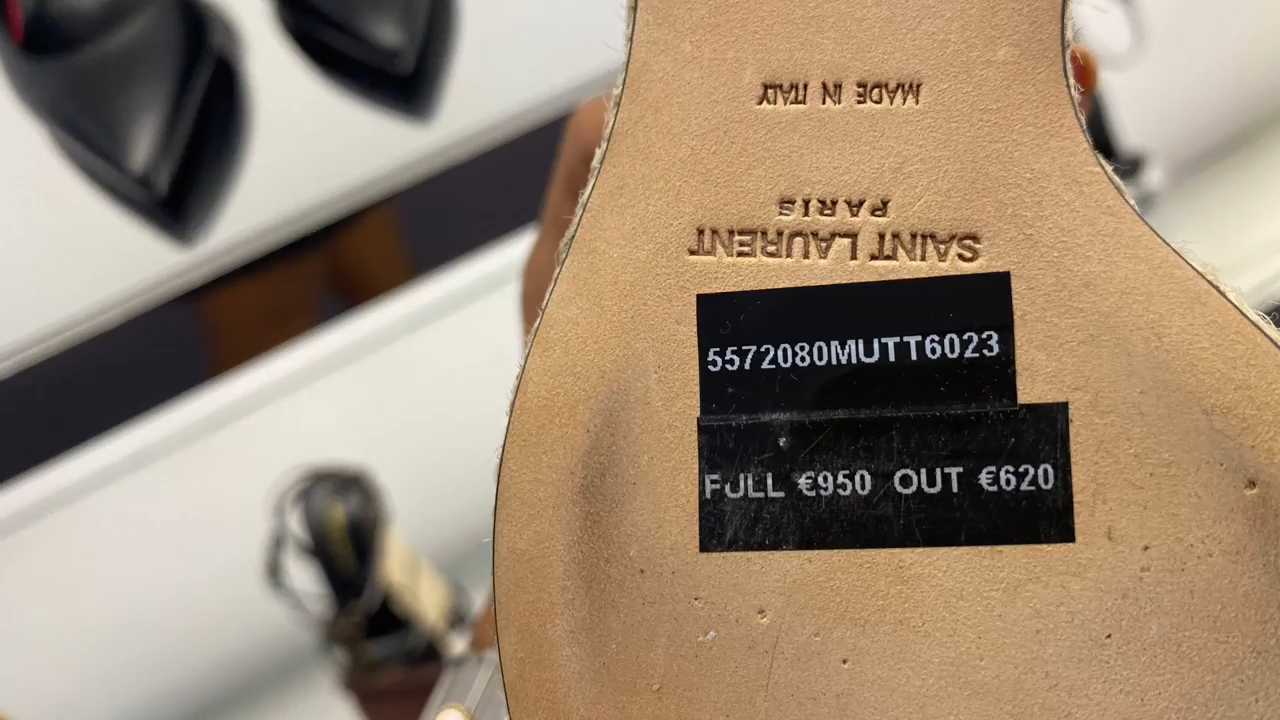 MADE IN ITALY
SAINT LAURENT
PARIS
5572080MUTT6023
FULL €950 OUT €620